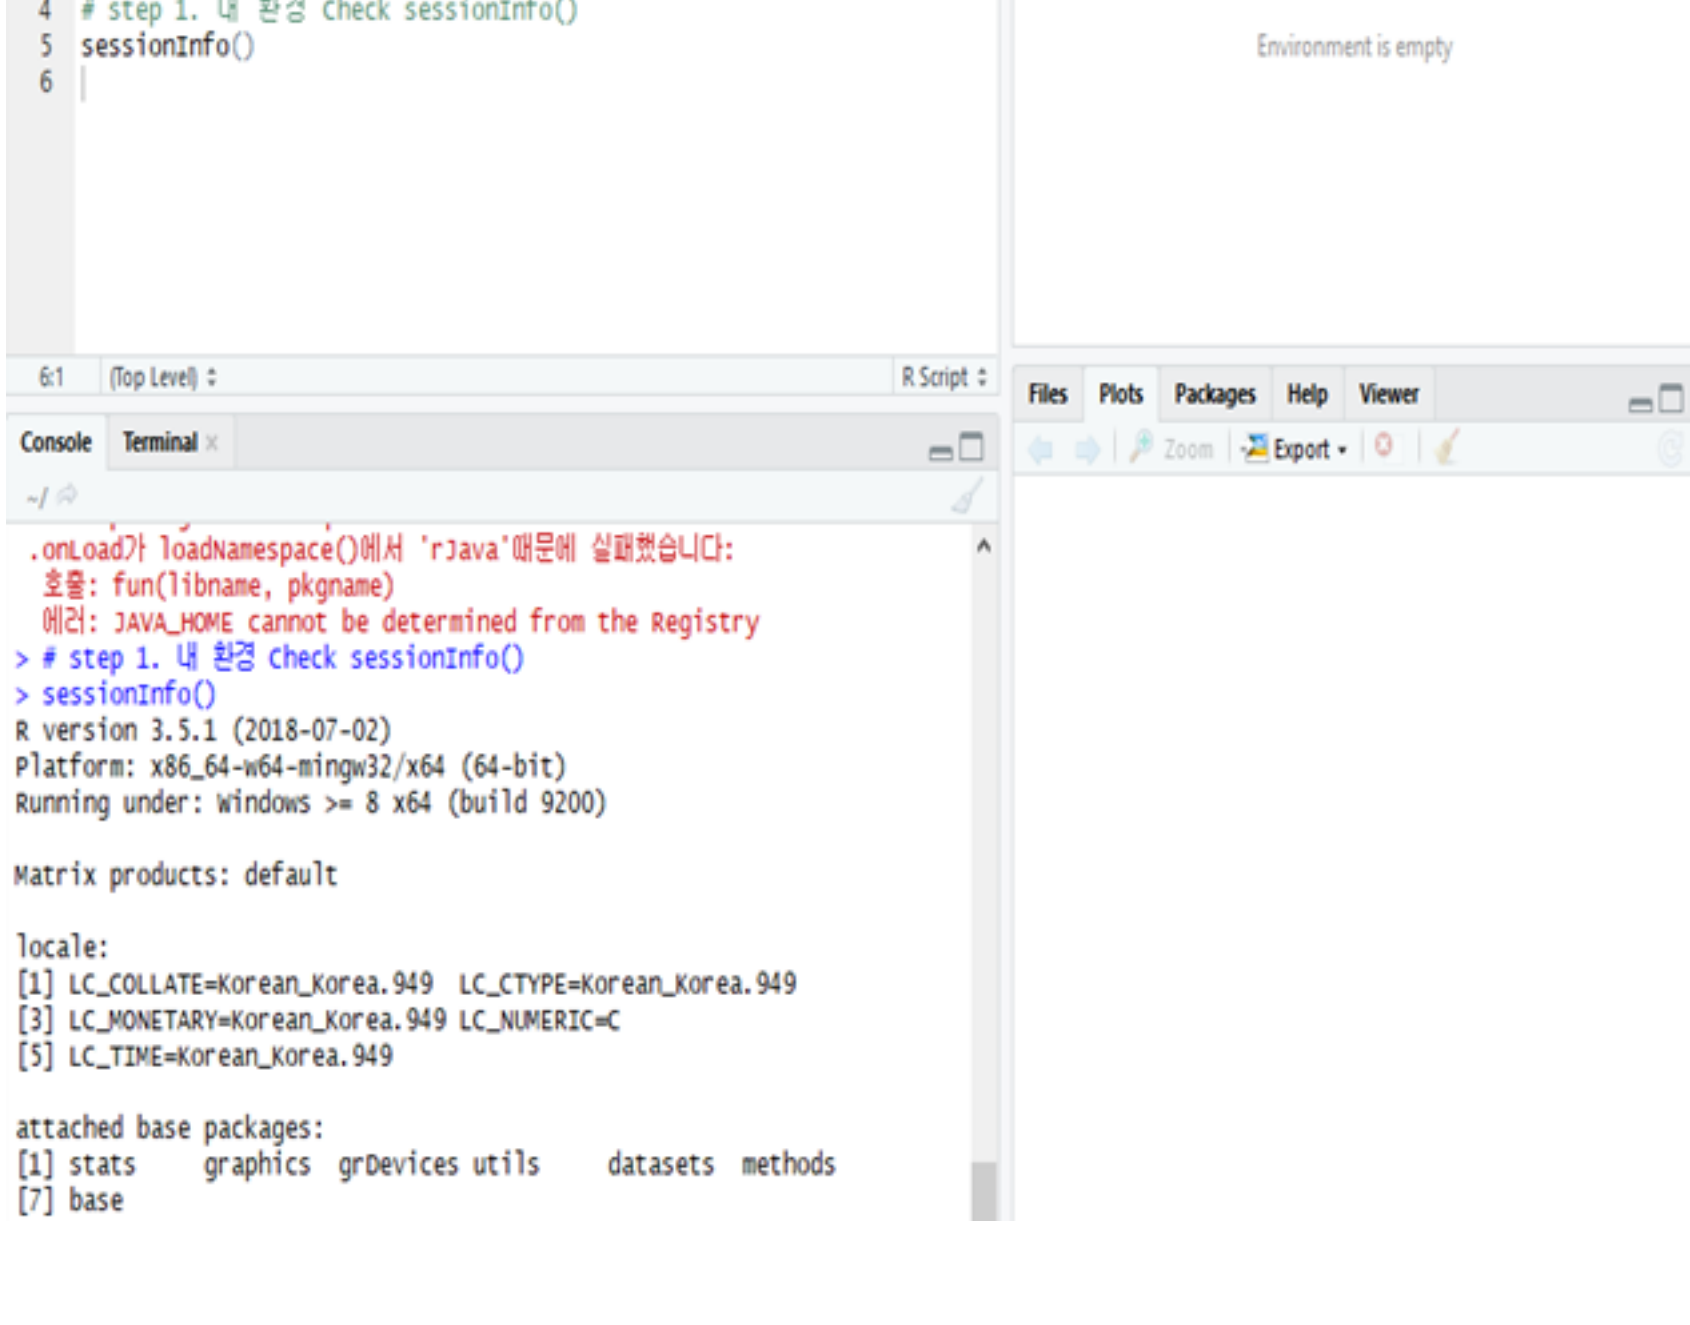 4 # step 1. 내 환경 Check sessionInfo()
5 sessionInfo()
6
Environment is empty
6:1 (Top Level) R Script
Files Plots Packages Help Viewer
Zoom Export
Console Terminal
~/
.onLoad가 loadNamespace()에서 'rJava'때문에 실패했습니다:
호출: fun(libname, pkgname)
에러: JAVA_HOME cannot be determined from the Registry
> # step 1. 내 환경 Check sessionInfo()
> sessionInfo()
R version 3.5.1 (2018-07-02)
Platform: x86_64-w64-mingw32/x64 (64-bit)
Running under: Windows >= 8 x64 (build 9200)
Matrix products: default
locale:
[1] LC_COLLATE=Korean_Korea.949 LC_CTYPE=Korean_Korea.949
[3] LC_MONETARY=Korean_Korea.949 LC_NUMERIC=C
[5] LC_TIME=Korean_Korea.949
attached base packages:
[1] stats graphics grDevices utils datasets methods
[7] base